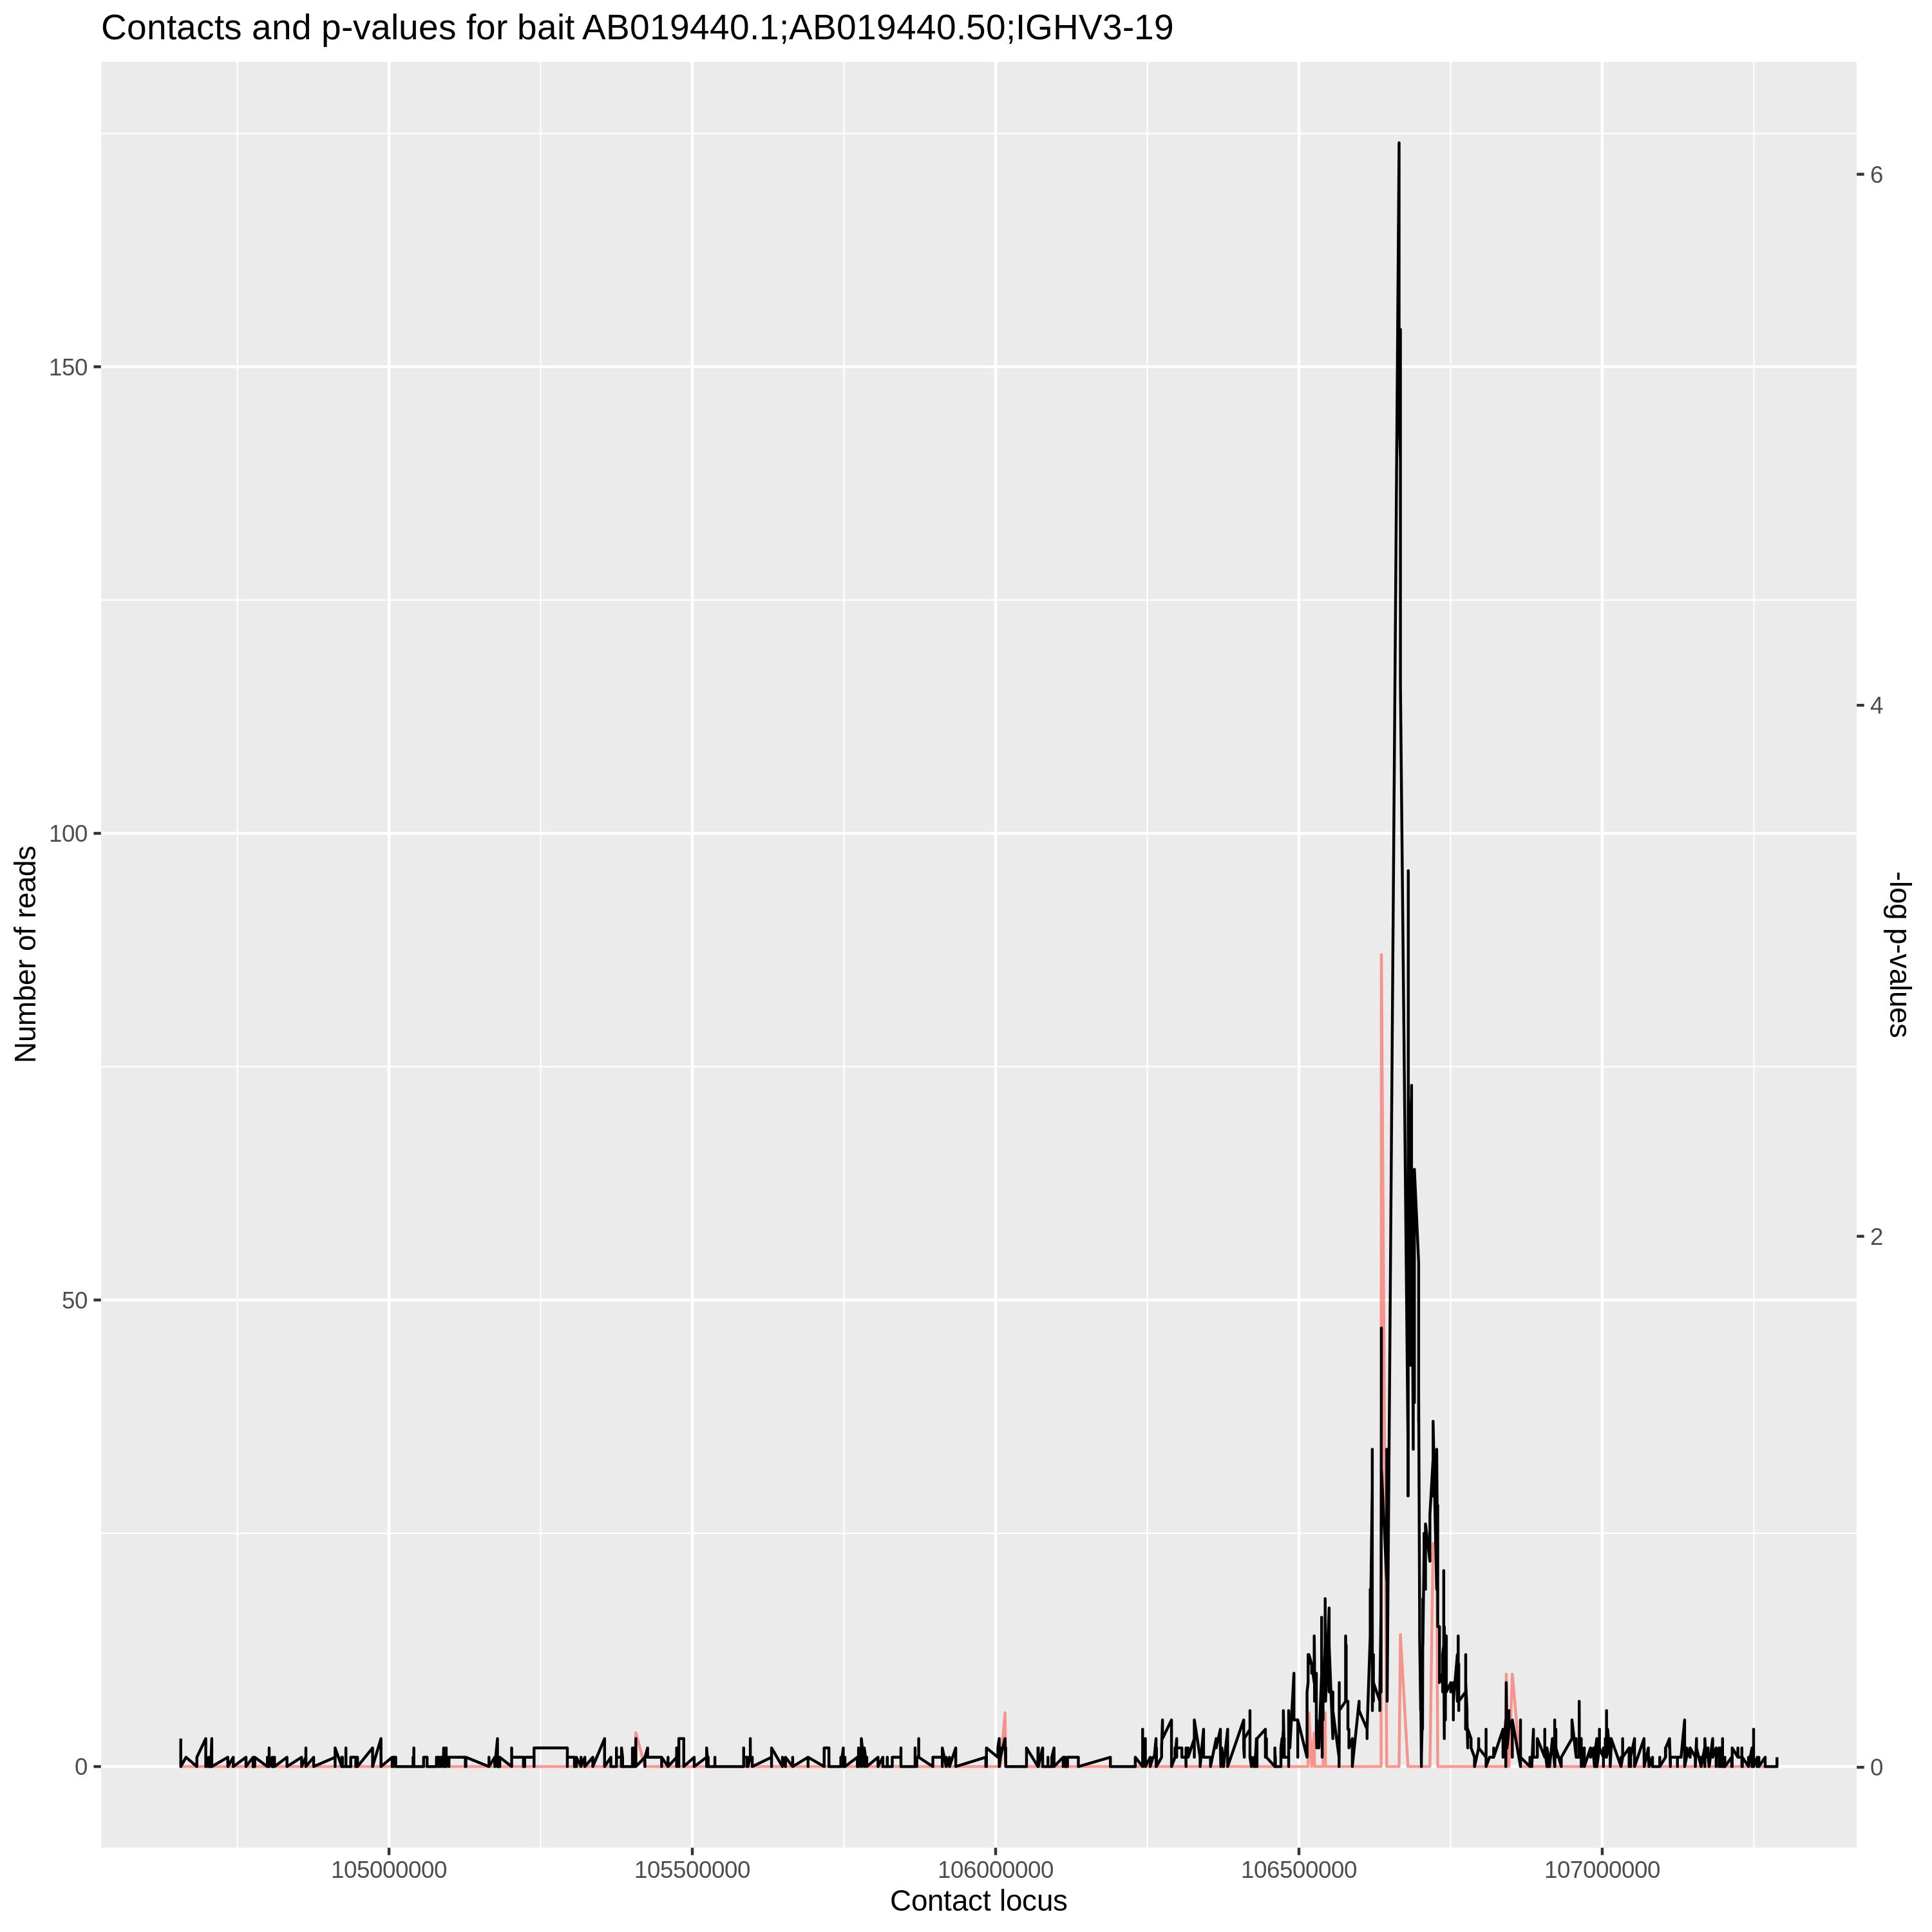 Contacts and p-values for bait AB019440.1;AB019440.50;IGHV3-19
150
100
50
0
Number of reads
6
4
2
0
-log p-values
105000000 105500000 106000000 106500000 107000000
Contact locus